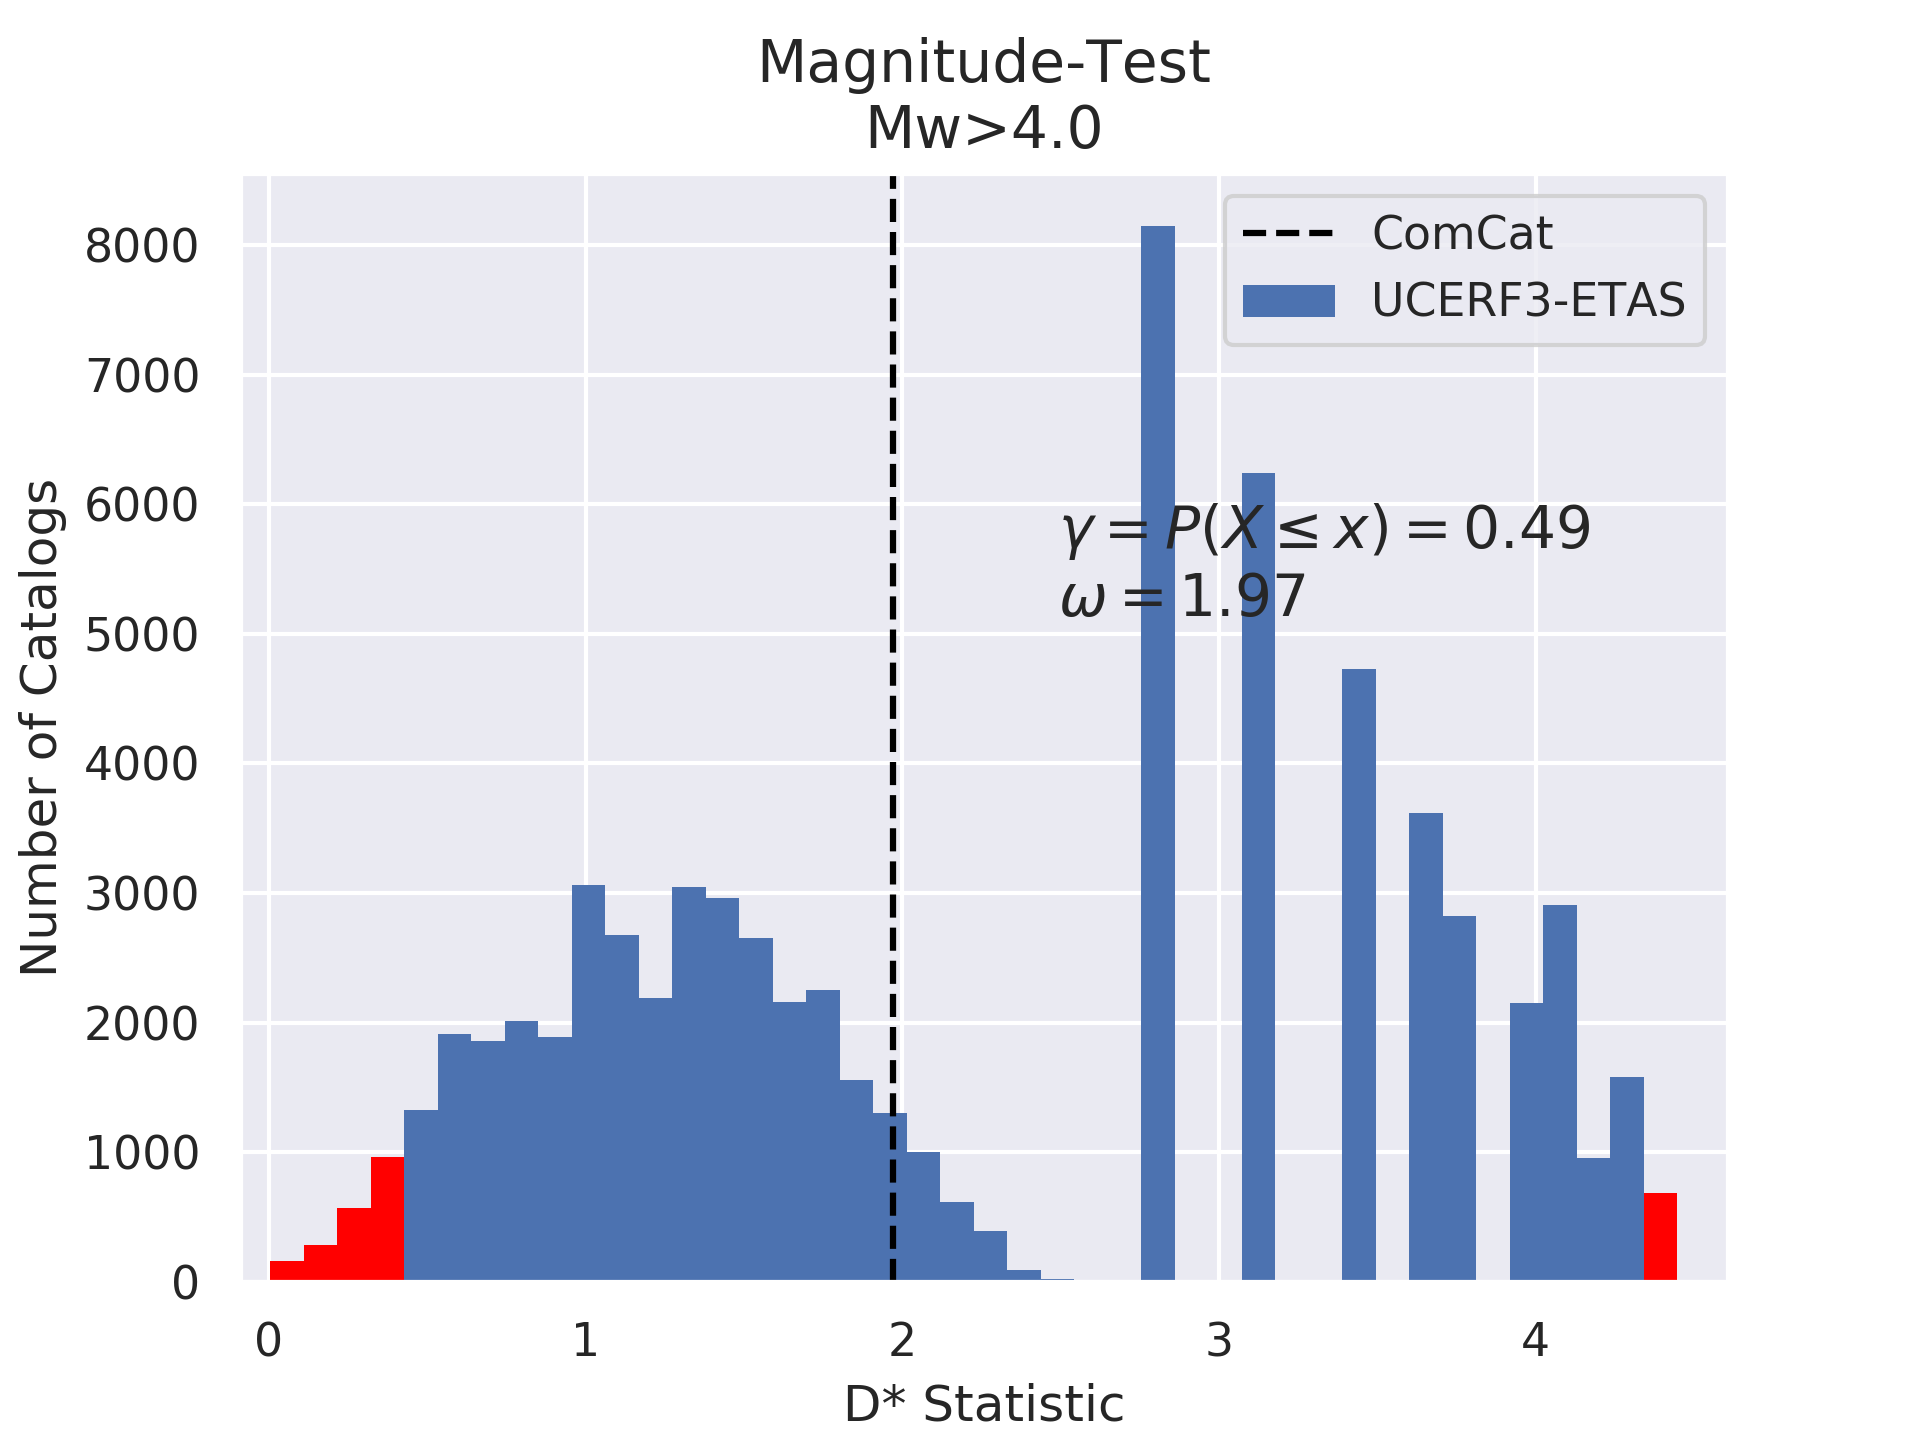 Magnitude-Test
Mw>4.0
Number of Catalogs
8000
7000
6000
5000
4000
3000
2000
1000
0
ComCat
UCERF3-ETAS
γ = P(X ≤ x) = 0.49
ω = 1.97
0 1 2 3 4
D* Statistic